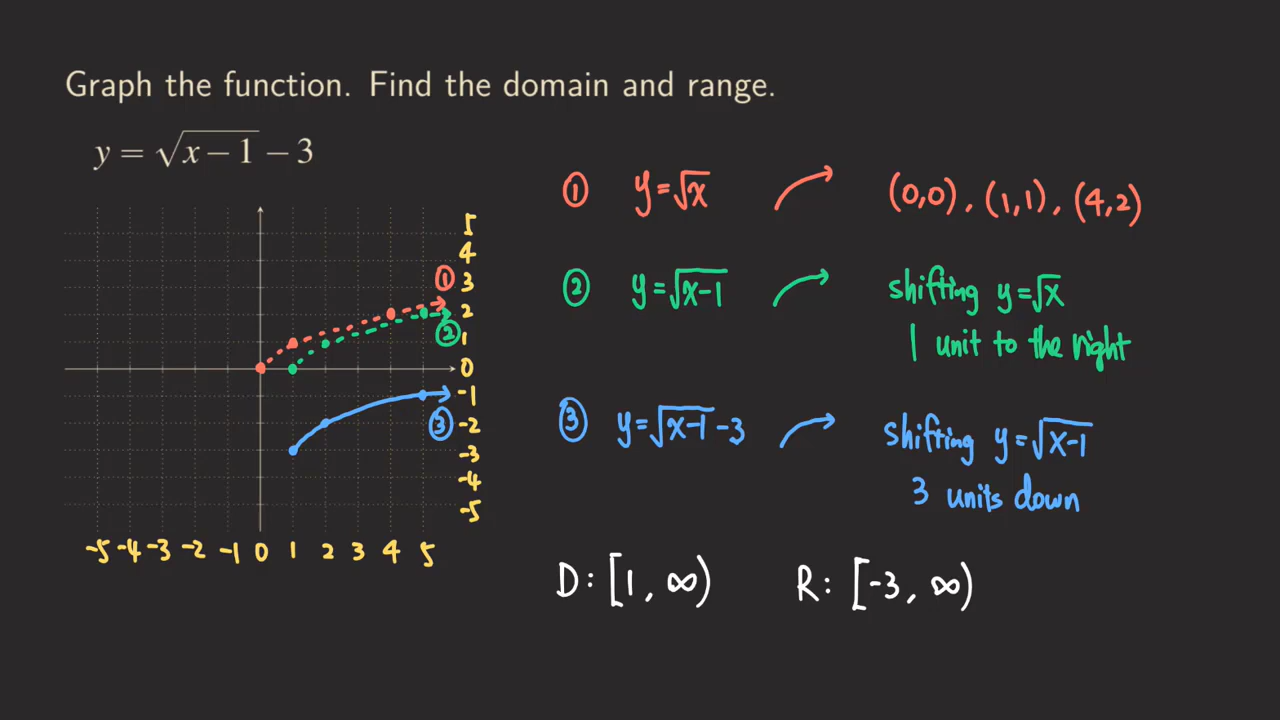 Graph the function. Find the domain and range.
y = √(x − 1) − 3
① y=√x (0,0), (1,1), (4,2)
② y=√(x-1) shifting y=√x
1 unit to the right
③ y=√(x-1)-3 shifting y=√(x-1)
3 units down
D: [1, ∞) R: [-3, ∞)
5
4
① 3
2
② 1
0
-1
③ -2
-3
-4
-5
-5 -4 -3 -2 -1 0 1 2 3 4 5